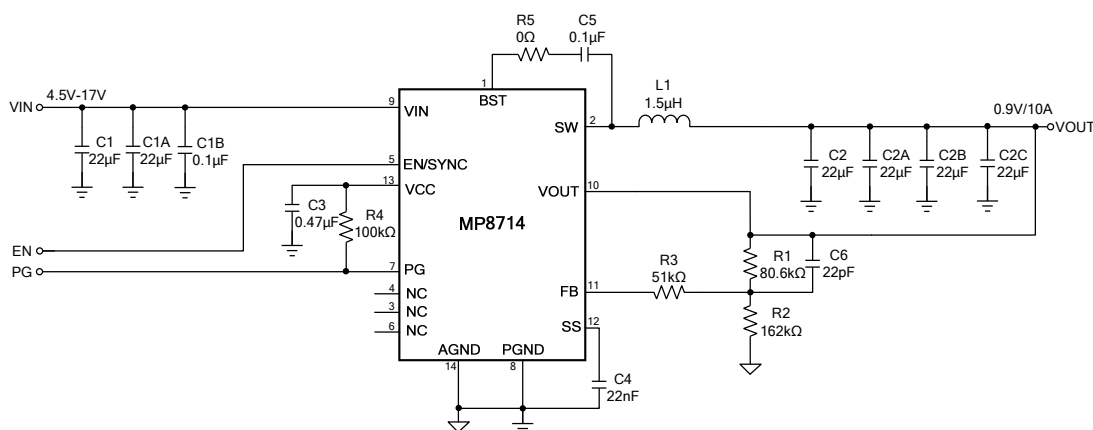 R5
0Ω
C5
0.1µF
1
BST
VIN
4.5V-17V
9
VIN
C1
22µF
C1A
22µF
C1B
0.1µF
SW
2
L1
1.5µH
0.9V/10A
VOUT
C2
22µF
C2A
22µF
C2B
22µF
C2C
22µF
5
EN/SYNC
13
VCC
VOUT
10
C3
0.47µF
R4
100kΩ
MP8714
EN
PG
7
PG
R3
51kΩ
R1
80.6kΩ
C6
22pF
FB
11
4
NC
3
NC
6
NC
SS
12
R2
162kΩ
AGND
14
PGND
8
C4
22nF